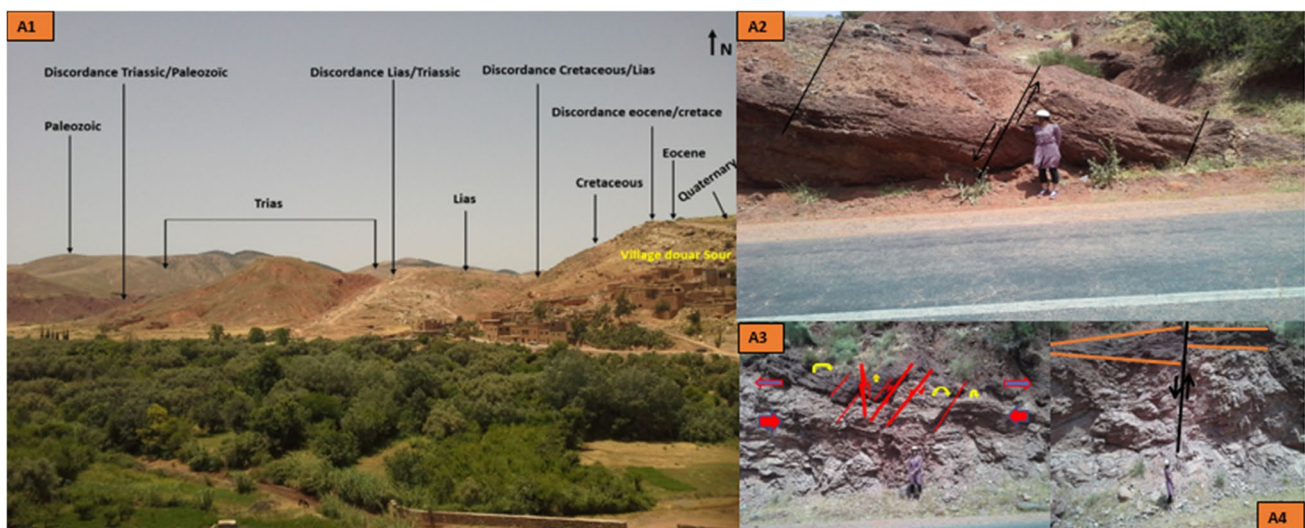 A1
N
Discordance Triassic/Paleozoïc
Discordance Lias/Triassic
Discordance Cretaceous/Lias
Paleozoic
Discordance eocene/cretace
Eocene
Cretaceous
Quaternary
Trias
Lias
Village douar Sour
A2
A3
A4